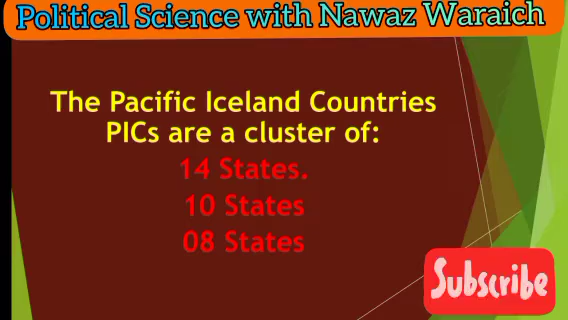 Political Science with Nawaz Waraich
The Pacific Iceland Countries
PICs are a cluster of:
14 States.
10 States
08 States
Subscribe